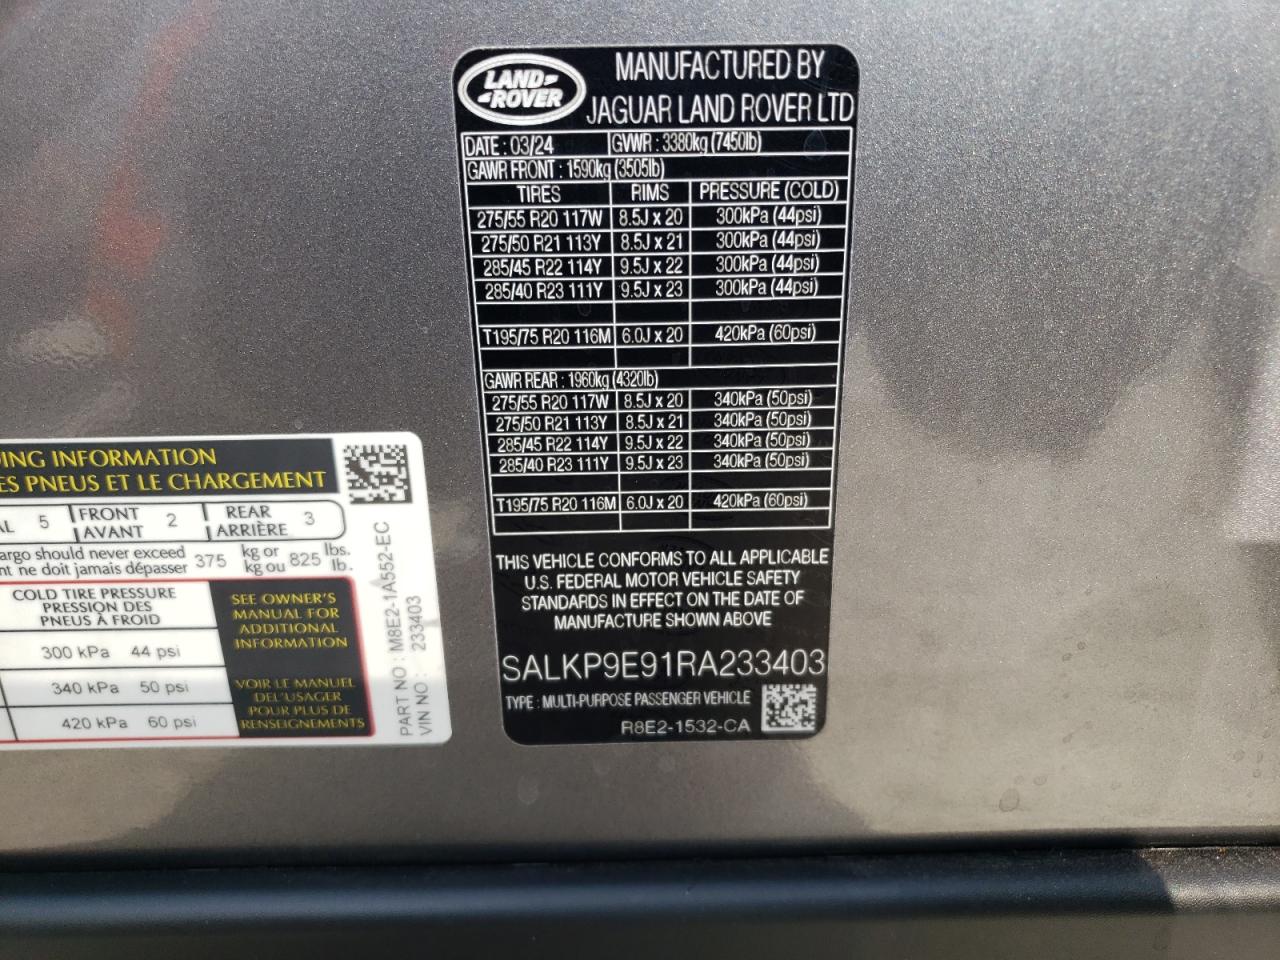 LAND-
-ROVER
MANUFACTURED BY
JAGUAR LAND ROVER LTD
DATE : 03/24 GVWR : 3380kg (7450lb)
GAWR FRONT : 1590kg (3505lb)
TIRES RIMS PRESSURE (COLD)
275/55 R20 117W 8.5J x 20 300kPa (44psi)
275/50 R21 113Y 8.5J x 21 300kPa (44psi)
285/45 R22 114Y 9.5J x 22 300kPa (44psi)
285/40 R23 111Y 9.5J x 23 300kPa (44psi)
T195/75 R20 116M 6.0J x 20 420kPa (60psi)
GAWR REAR : 1960kg (4320lb)
275/55 R20 117W 8.5J x 20 340kPa (50psi)
275/50 R21 113Y 8.5J x 21 340kPa (50psi)
285/45 R22 114Y 9.5J x 22 340kPa (50psi)
285/40 R23 111Y 9.5J x 23 340kPa (50psi)
T195/75 R20 116M 6.0J x 20 420kPa (60psi)
THIS VEHICLE CONFORMS TO ALL APPLICABLE
U.S. FEDERAL MOTOR VEHICLE SAFETY
STANDARDS IN EFFECT ON THE DATE OF
MANUFACTURE SHOWN ABOVE
SALKP9E91RA233403
TYPE : MULTI-PURPOSE PASSENGER VEHICLE
R8E2-1532-CA
INFORMATION
PNEUS ET LE CHARGEMENT
5 FRONT 2 REAR 3
AVANT ARRIÈRE
should never exceed 375 kg or 825 lbs.
ne doit jamais dépasser kg ou lb.
COLD TIRE PRESSURE
PRESSION DES
PNEUS À FROID
300 kPa 44 psi
340 kPa 50 psi
420 kPa 60 psi
SEE OWNER'S
MANUAL FOR
ADDITIONAL
INFORMATION
VOIR LE MANUEL
DEL'USAGER
POUR PLUS DE
RENSEIGNEMENTS
PART NO : M8E2-1A552-EC
VIN NO : 233403